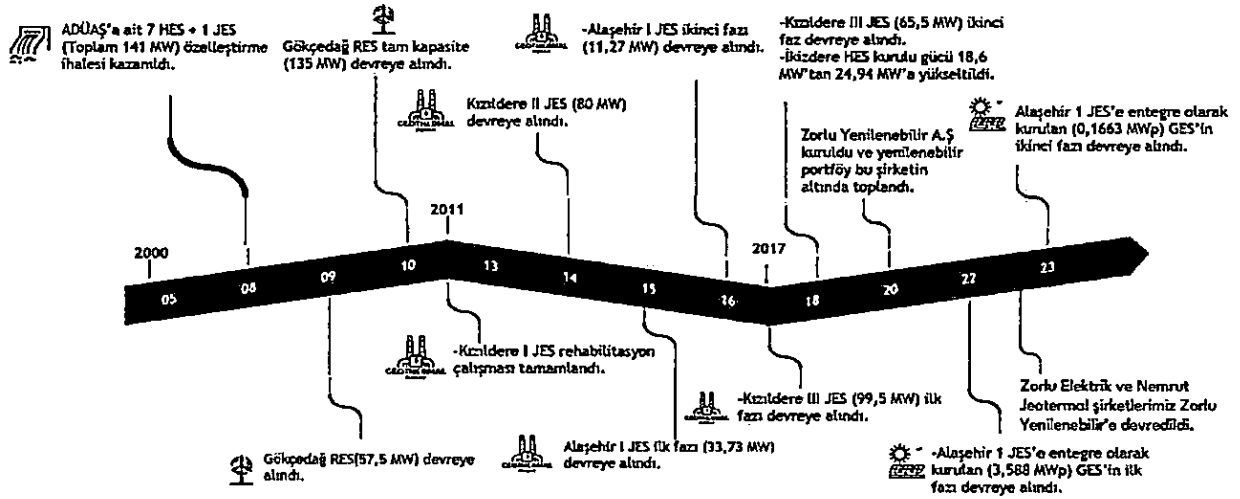 ADÜAŞ'a ait 7 HES + 1 JES
(Toplam 141 MW) özelleştirme
ihalesi kazanıldı.
Gökçedağ RES tam kapasite
(135 MW) devreye alındı.
Kızıldere II JES (80 MW)
devreye alındı.
-Alaşehir I JES ikinci fazı
(11,27 MW) devreye alındı.
-Kızıldere III JES (65,5 MW) ikinci
faz devreye alındı.
-İkizdere HES kurulu gücü 18,6
MW'tan 24,94 MW'a yükseltildi.
Zorlu Yenilenebilir A.Ş
kuruldu ve yenilenebilir
portföy bu şirketin
altında toplandı.
Alaşehir 1 JES'e entegre olarak
kurulan (0,1663 MWp) GES'in
ikinci fazı devreye alındı.
2000
2011
2017
05
08
09
10
13
14
15
16
18
20
22
23
-Kızıldere I JES rehabilitasyon
çalışması tamamlandı.
Gökçedağ RES(57,5 MW) devreye
alındı.
Alaşehir I JES ilk fazı (33,73 MW)
devreye alındı.
-Kızıldere III JES (99,5 MW) ilk
fazı devreye alındı.
Zorlu Elektrik ve Nemrut
Jeotermal şirketlerimiz Zorlu
Yenilenebilir'e devredildi.
-Alaşehir 1 JES'e entegre olarak
kurulan (3,588 MWp) GES'in ilk
fazı devreye alındı.